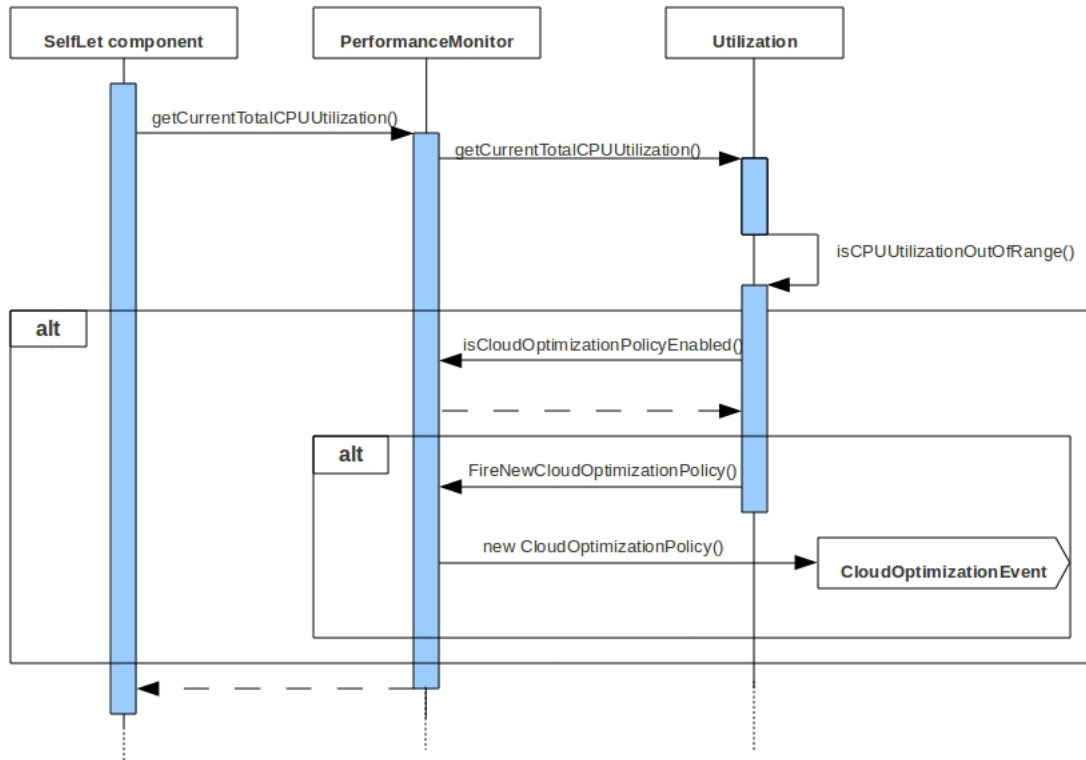 SelfLet component
PerformanceMonitor
Utilization
getCurrentTotalCPUUtilization()
getCurrentTotalCPUUtilization()
isCPUUtilizationOutOfRange()
alt
isCloudOptimizationPolicyEnabled()
alt
FireNewCloudOptimizationPolicy()
new CloudOptimizationPolicy()
CloudOptimizationEvent